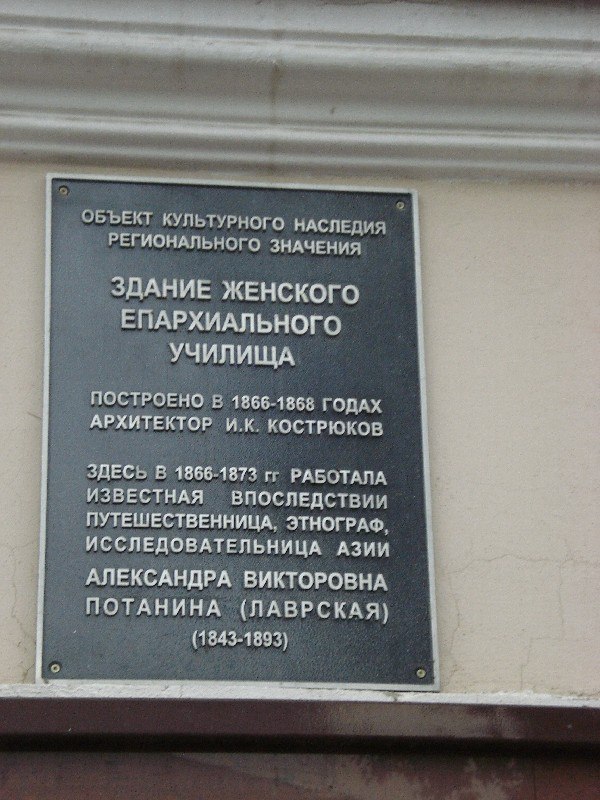 ОБЪЕКТ КУЛЬТУРНОГО НАСЛЕДИЯ
РЕГИОНАЛЬНОГО ЗНАЧЕНИЯ
ЗДАНИЕ ЖЕНСКОГО
ЕПАРХИАЛЬНОГО
УЧИЛИЩА
ПОСТРОЕНО В 1866-1868 ГОДАХ
АРХИТЕКТОР И.К. КОСТРЮКОВ
ЗДЕСЬ В 1866-1873 гг РАБОТАЛА
ИЗВЕСТНАЯ ВПОСЛЕДСТВИИ
ПУТЕШЕСТВЕННИЦА, ЭТНОГРАФ,
ИССЛЕДОВАТЕЛЬНИЦА АЗИИ
АЛЕКСАНДРА ВИКТОРОВНА
ПОТАНИНА (ЛАВРСКАЯ)
(1843-1893)